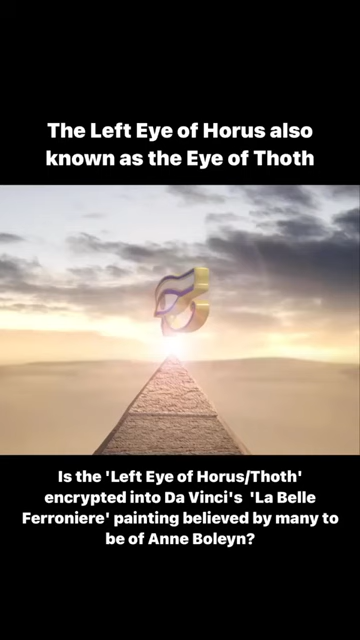 The Left Eye of Horus also
known as the Eye of Thoth
Is the 'Left Eye of Horus/Thoth'
encrypted into Da Vinci's 'La Belle
Ferroniere' painting believed by many to
be of Anne Boleyn?